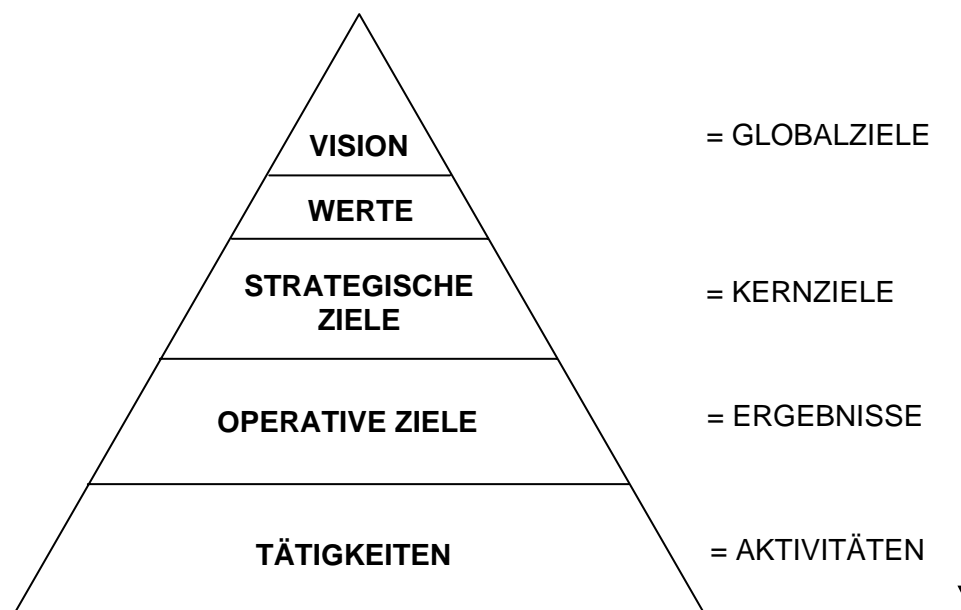 VISION
= GLOBALZIELE
WERTE
STRATEGISCHE
ZIELE
= KERNZIELE
OPERATIVE ZIELE
= ERGEBNISSE
TÄTIGKEITEN
= AKTIVITÄTEN